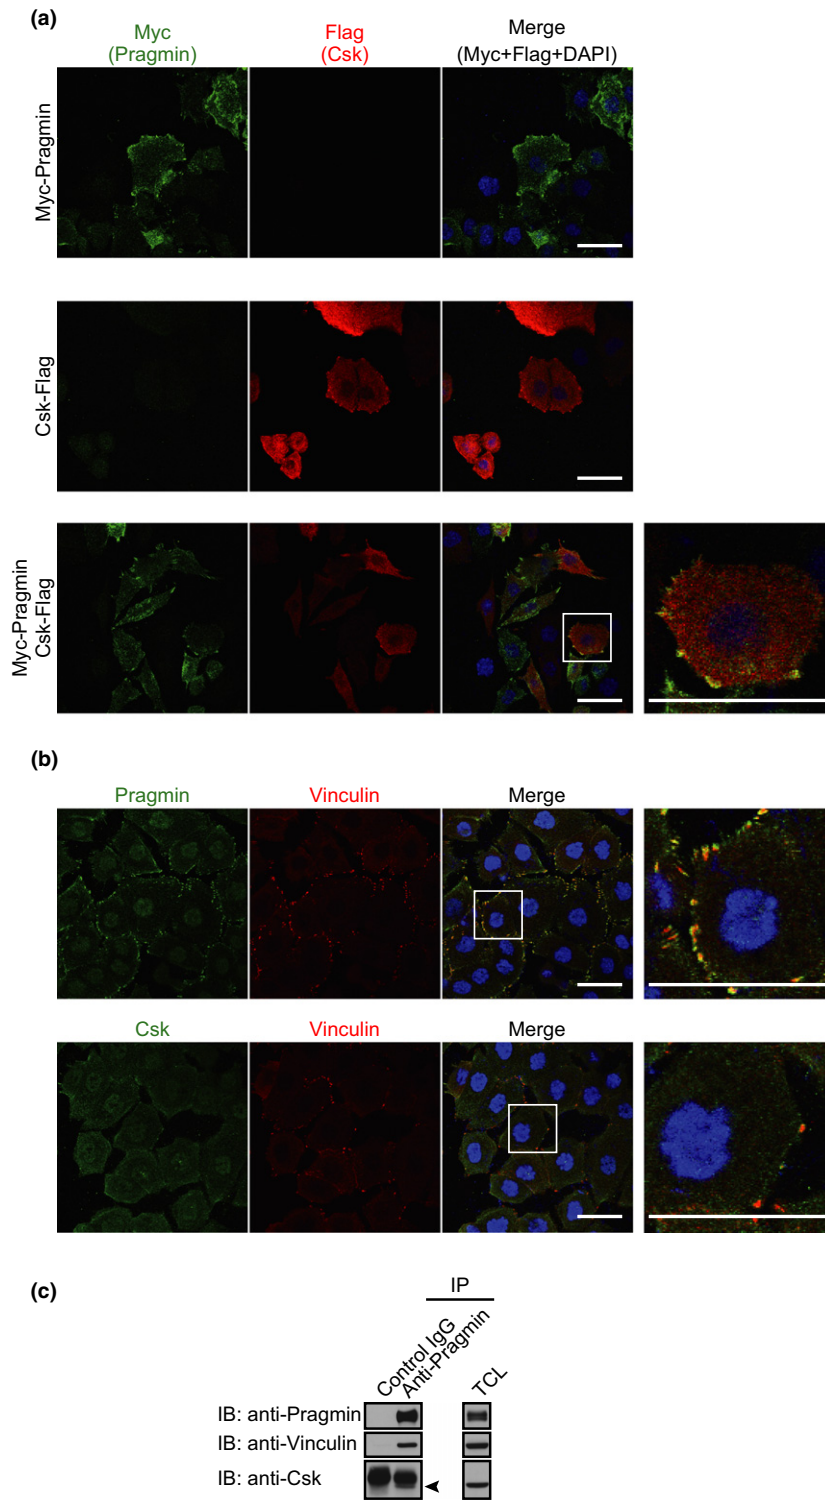 (a)
Myc
(Pragmin)
Flag
(Csk)
Merge
(Myc+Flag+DAPI)
Myc-Pragmin
Csk-Flag
Myc-Pragmin
Csk-Flag
(b)
Pragmin
Vinculin
Merge
Csk
Vinculin
Merge
(c)
IP
Control IgG
Anti-Pragmin
TCL
IB: anti-Pragmin
IB: anti-Vinculin
IB: anti-Csk